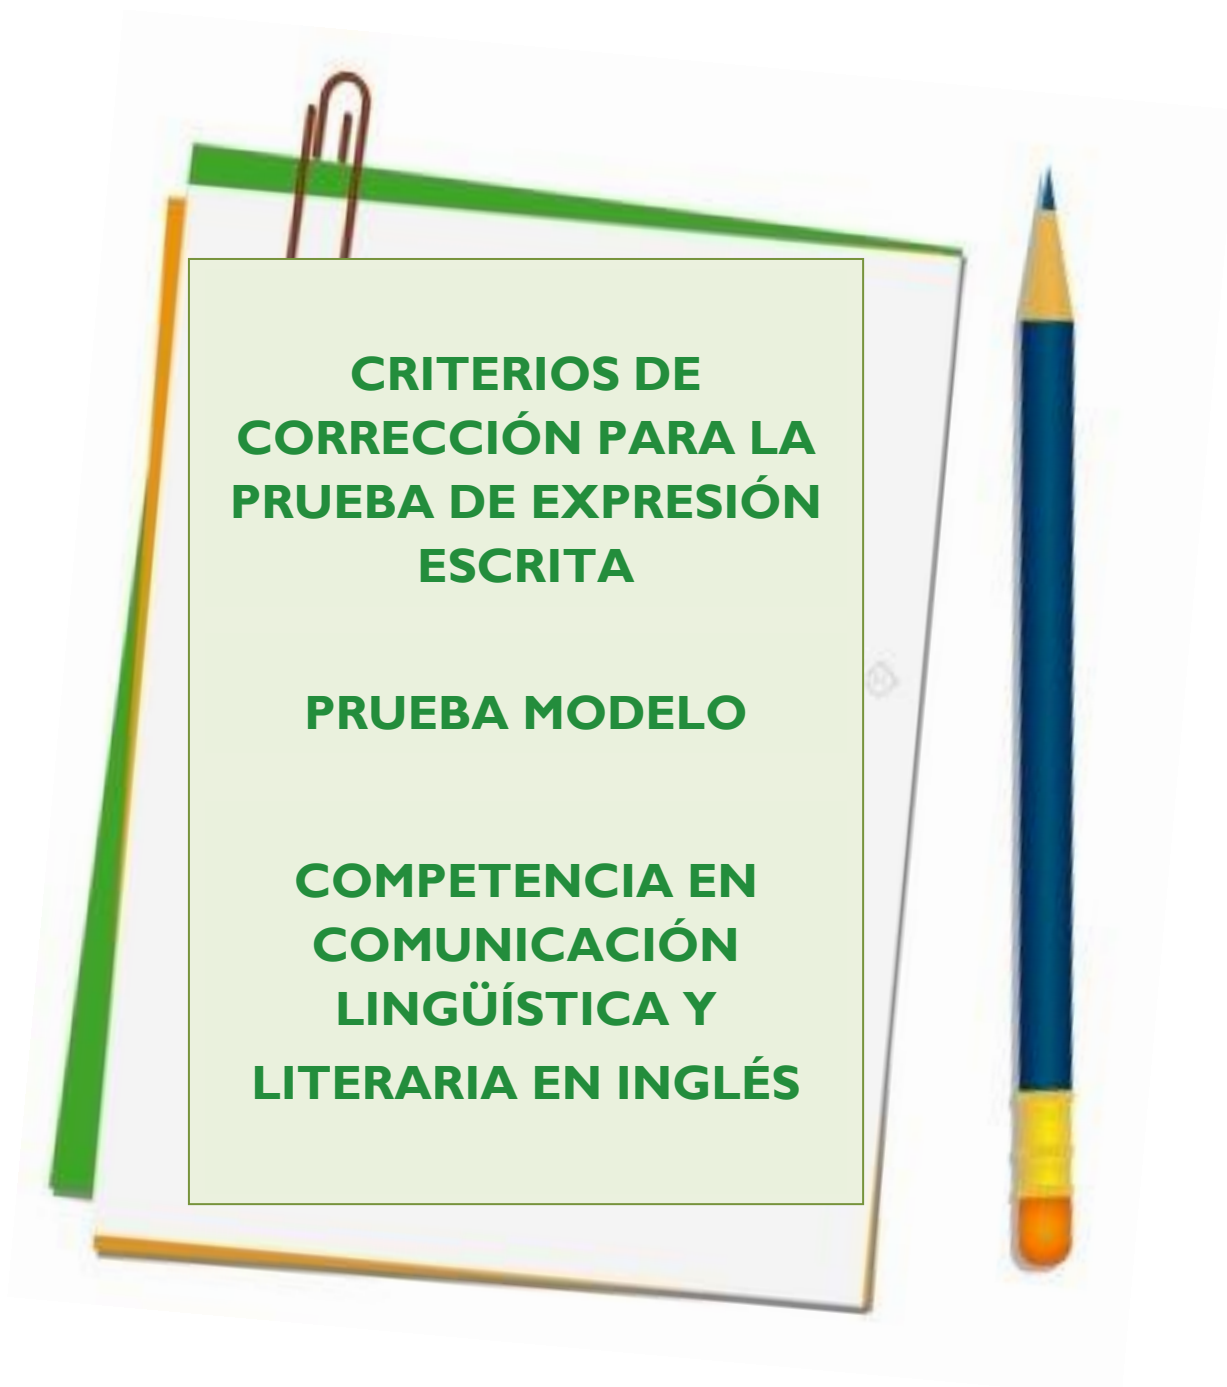 CRITERIOS DE
CORRECCIÓN PARA LA
PRUEBA DE EXPRESIÓN
ESCRITA
PRUEBA MODELO
COMPETENCIA EN
COMUNICACIÓN
LINGÜÍSTICA Y
LITERARIA EN INGLÉS